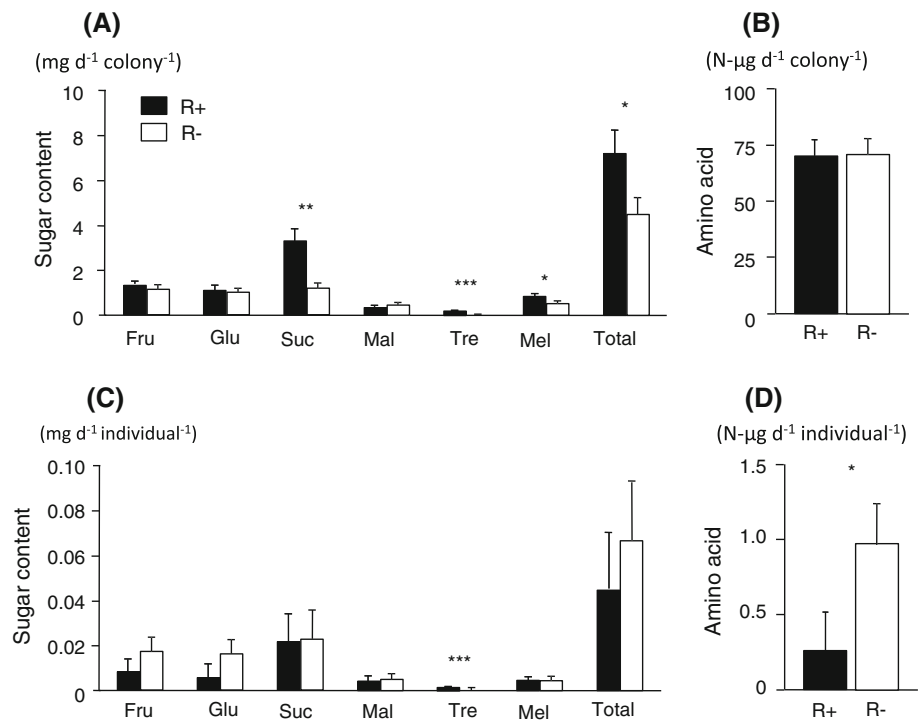 (A)
(mg d⁻¹ colony⁻¹)
10
8
6
4
2
0
Sugar content
R+
R-
**
***
*
*
Fru Glu Suc Mal Tre Mel Total
(B)
(N-µg d⁻¹ colony⁻¹)
100
75
50
25
0
Amino acid
R+ R-
(C)
(mg d⁻¹ individual⁻¹)
0.10
0.08
0.06
0.04
0.02
0
Sugar content
***
Fru Glu Suc Mal Tre Mel Total
(D)
(N-µg d⁻¹ individual⁻¹)
1.5
1.0
0.5
0
Amino acid
*
R+ R-